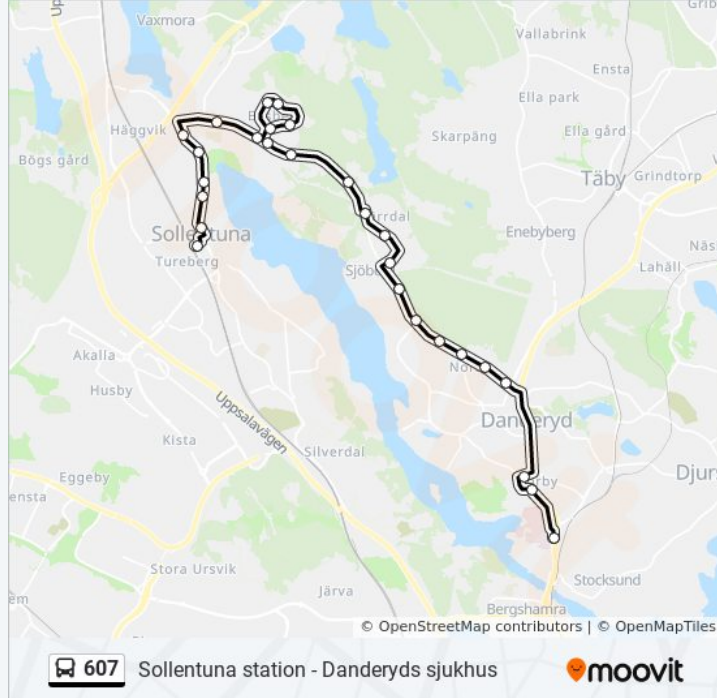 Up
Vaxmora
Vallabrink
Ensta
Ella park
Häggvik
Ella gård
Skarpäng
Bögs gård
Täby
Grindtorp
Sollentuna
Enebyberg
Tureberg
Lahäll
Akalla
Husby
Uppsalavägen
Danderyd
Kista
Silverdal
Eggeby
Djur
ensta
Stora Ursvik
Stocksund
Järva
Bergshamra
© OpenStreetMap contributors | © OpenMapTiles
607 Sollentuna station - Danderyds sjukhus moovit